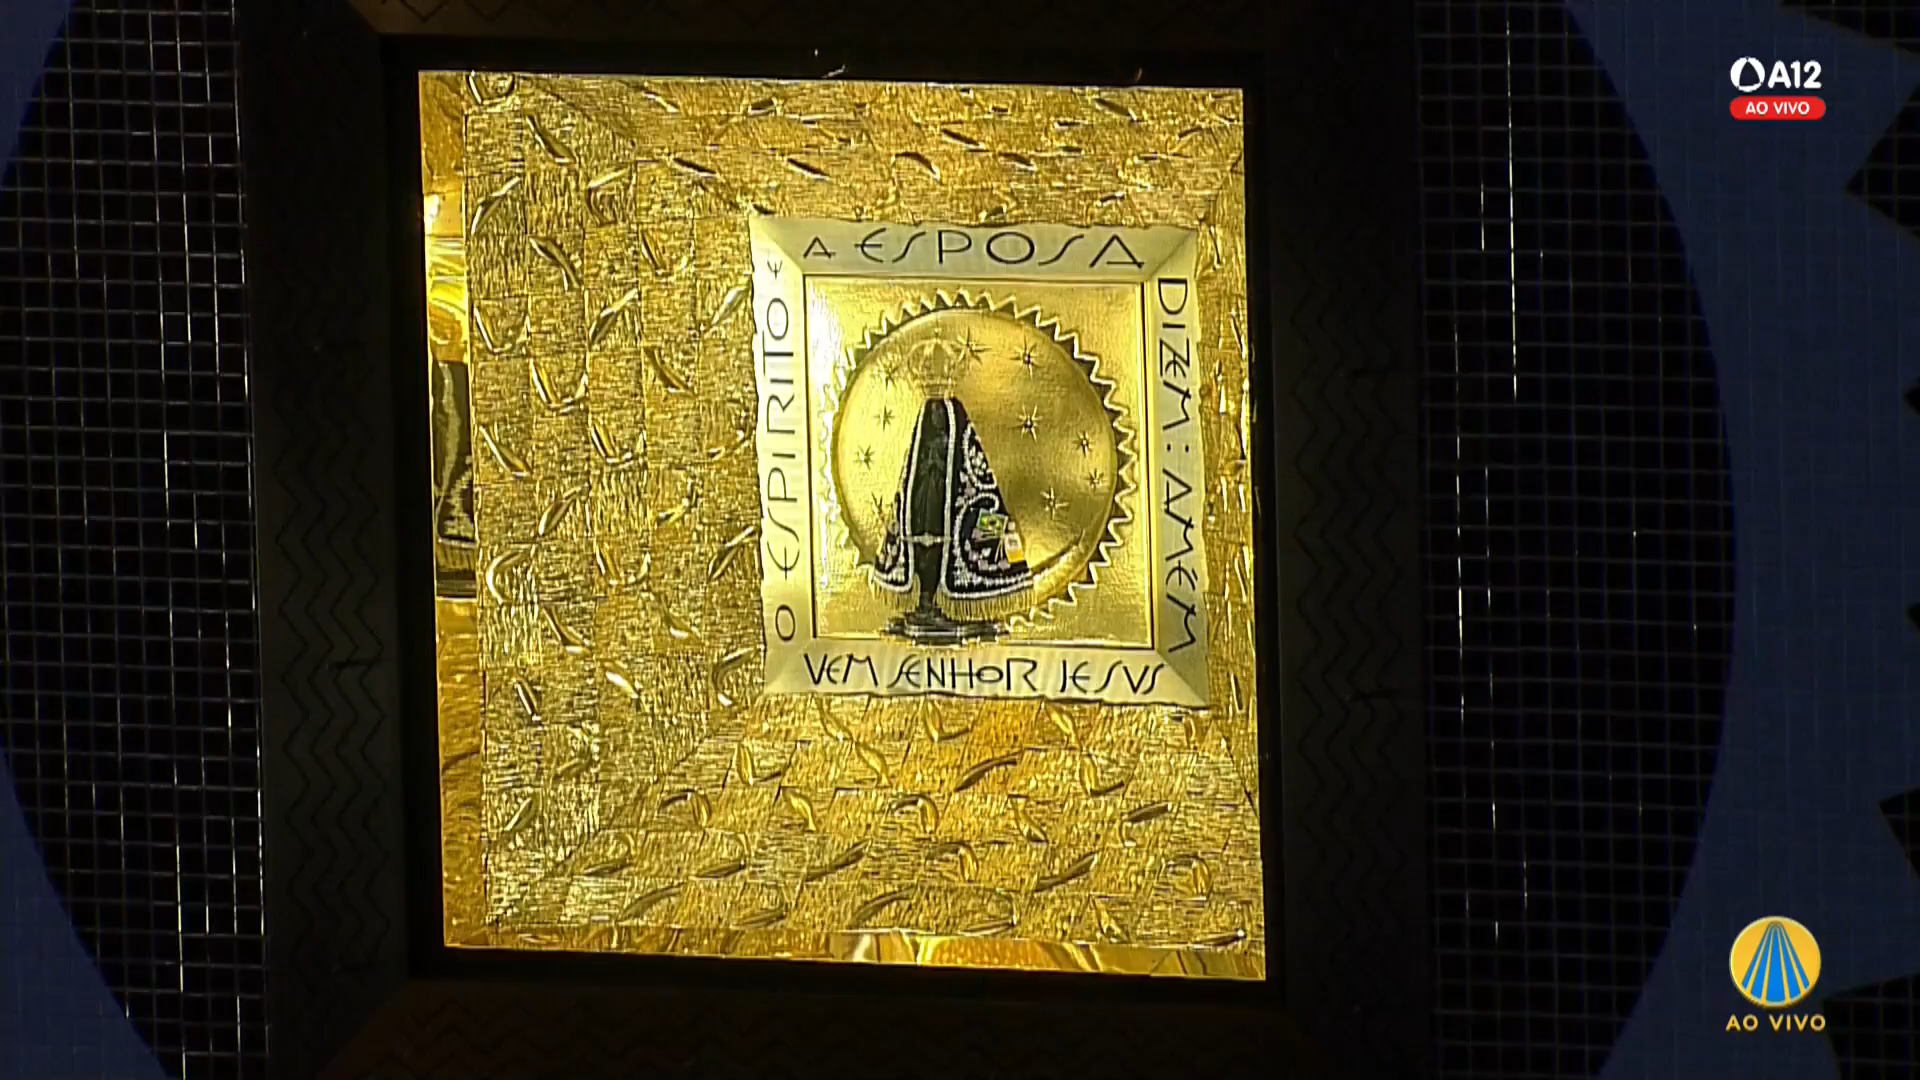 A12
AO VIVO
O ESPIRITO E
A ESPOSA
DIZEM: AMÉM
VEM SENHOR JESUS
AO VIVO